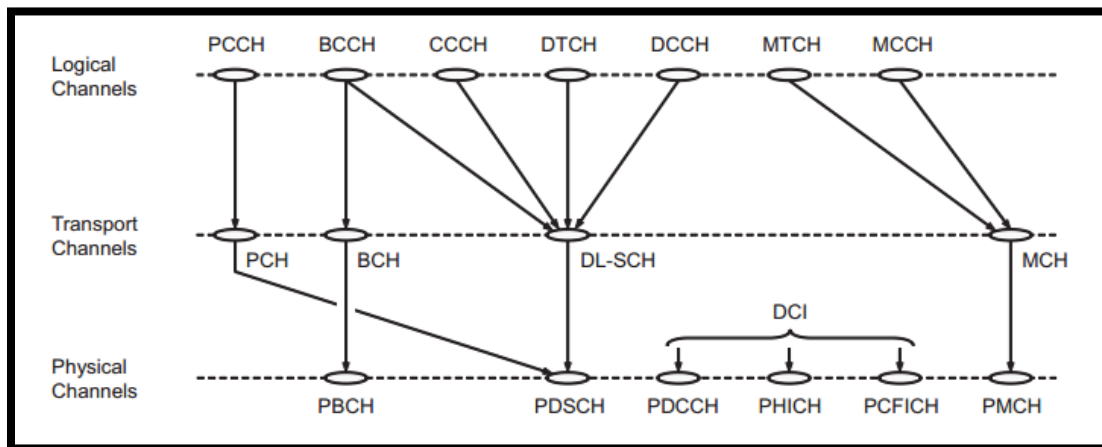 PCCH BCCH CCCH DTCH DCCH MTCH MCCH
Logical
Channels
Transport
Channels
PCH BCH DL-SCH MCH
DCI
Physical
Channels
PBCH PDSCH PDCCH PHICH PCFICH PMCH